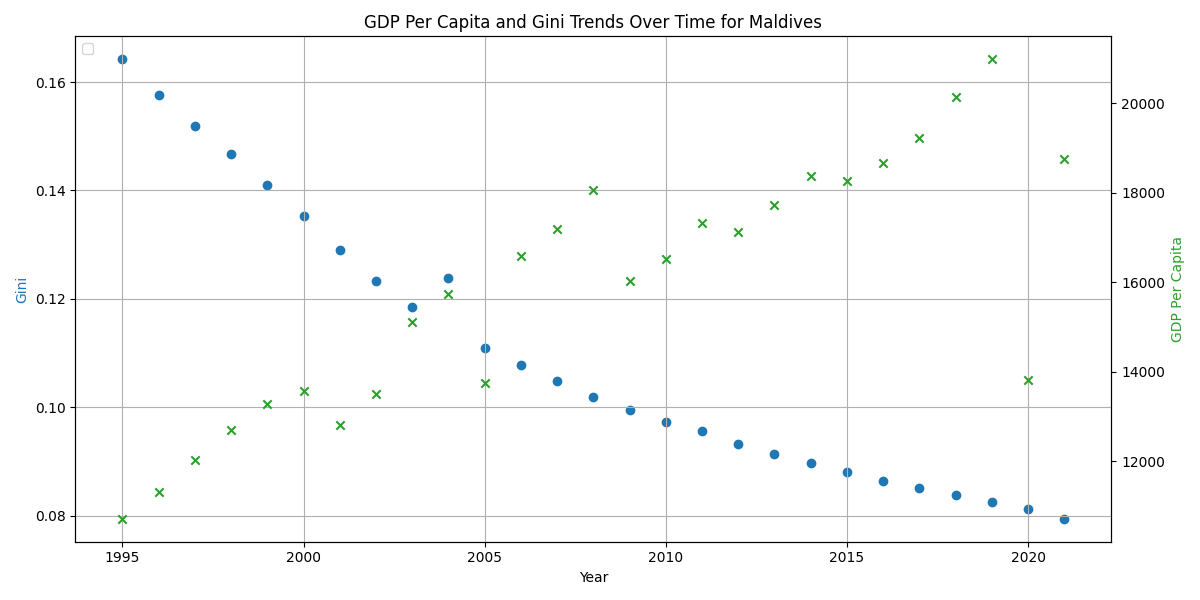 GDP Per Capita and Gini Trends Over Time for Maldives
0.16
0.14
0.12
0.10
0.08
Gini
20000
18000
16000
14000
12000
GDP Per Capita
1995 2000 2005 2010 2015 2020
Year